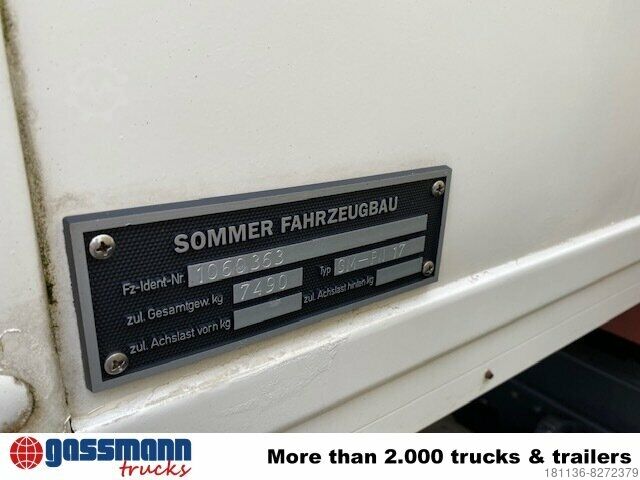 SOMMER FAHRZEUGBAU
Fz-Ident-Nr. 1060363
zul. Gesamtgew. kg 7490 Typ
zul. Achslast vorn kg zul. Achslast hinten kg
gassmann
trucks
More than 2.000 trucks & trailers
181136-8272379